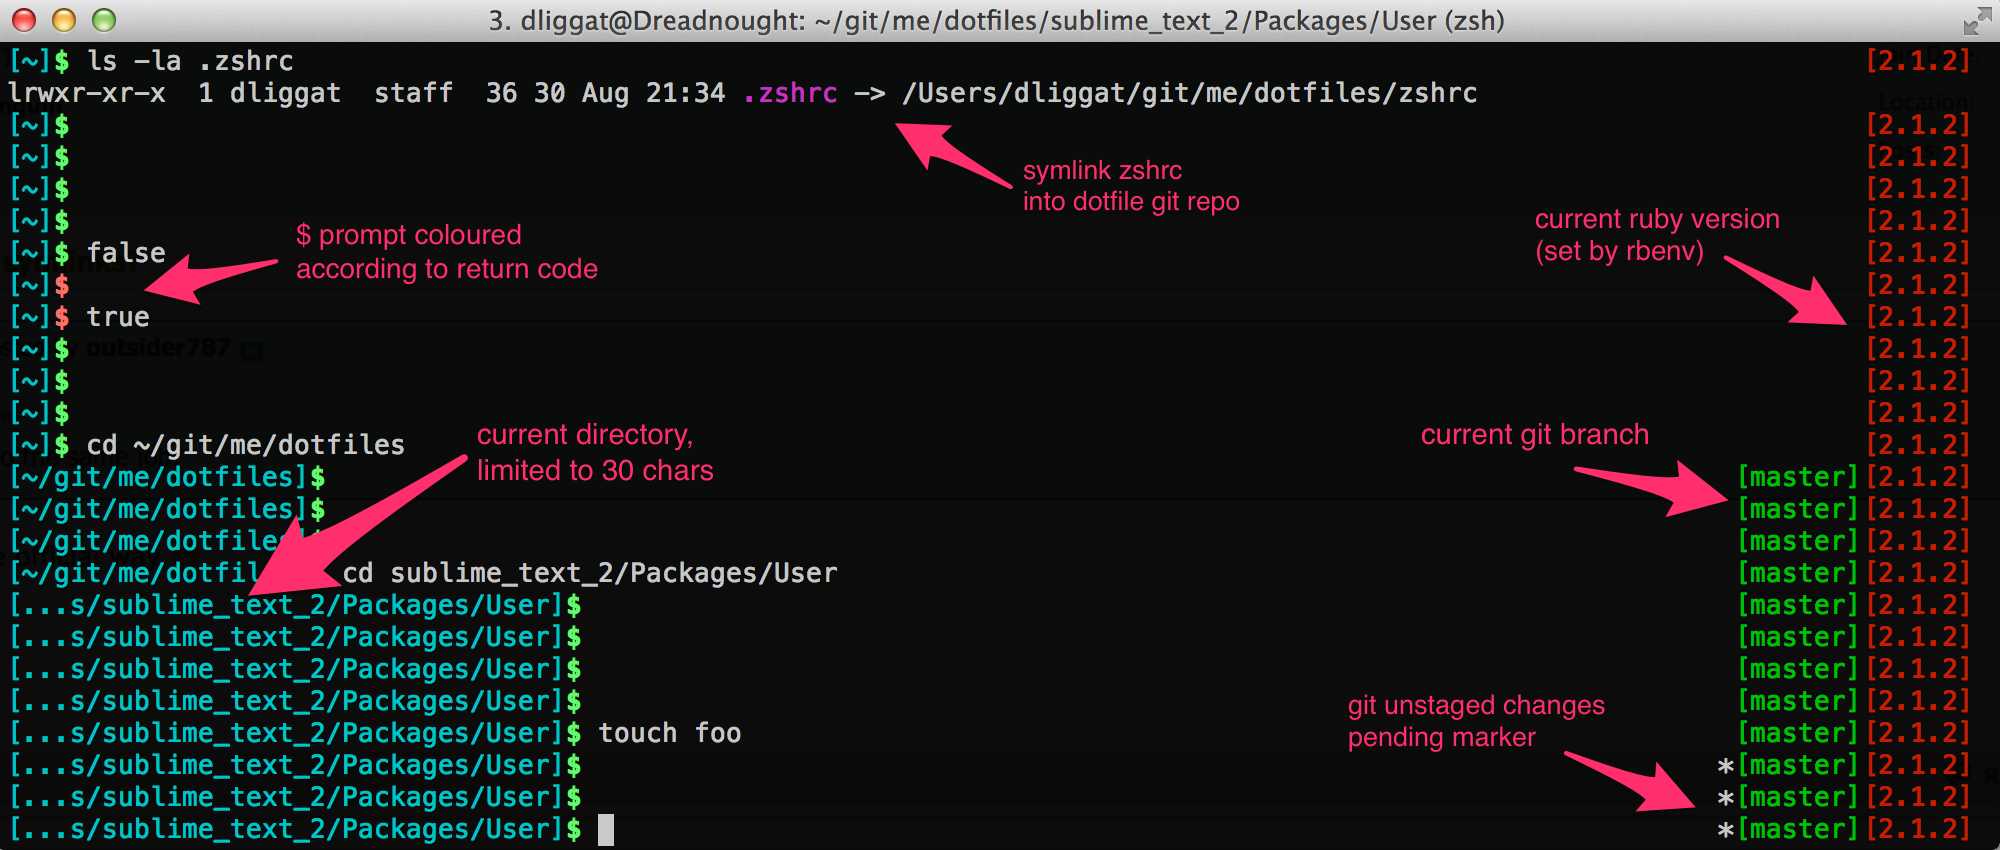 3. dliggat@Dreadnought: ~/git/me/dotfiles/sublime_text_2/Packages/User (zsh)
[~]$ ls -la .zshrc [2.1.2]
lrwxr-xr-x 1 dliggat staff 36 30 Aug 21:34 .zshrc -> /Users/dliggat/git/me/dotfiles/zshrc
Location:
[~]$ [2.1.2]
[~]$ [2.1.2]
symlink zshrc
into dotfile git repo
[~]$ [2.1.2]
[~]$ [2.1.2]
$ prompt coloured
according to return code
current ruby version
(set by rbenv)
[~]$ false [2.1.2]
[~]$ [2.1.2]
[~]$ true [2.1.2]
[~]$ [2.1.2]
outsider787
[~]$ [2.1.2]
[~]$ [2.1.2]
[~]$ cd ~/git/me/dotfiles [2.1.2]
current directory,
limited to 30 chars
current git branch
[~/git/me/dotfiles]$ [master][2.1.2]
[~/git/me/dotfiles]$ [master][2.1.2]
[~/git/me/dotfiles] [master][2.1.2]
[~/git/me/dotfil cd sublime_text_2/Packages/User [master][2.1.2]
[...s/sublime_text_2/Packages/User]$ [master][2.1.2]
[...s/sublime_text_2/Packages/User]$ [master][2.1.2]
[...s/sublime_text_2/Packages/User]$ [master][2.1.2]
[...s/sublime_text_2/Packages/User]$ [master][2.1.2]
git unstaged changes
pending marker
[...s/sublime_text_2/Packages/User]$ touch foo [master][2.1.2]
[...s/sublime_text_2/Packages/User]$ *[master][2.1.2]
[...s/sublime_text_2/Packages/User]$ *[master][2.1.2]
[...s/sublime_text_2/Packages/User]$ *[master][2.1.2]